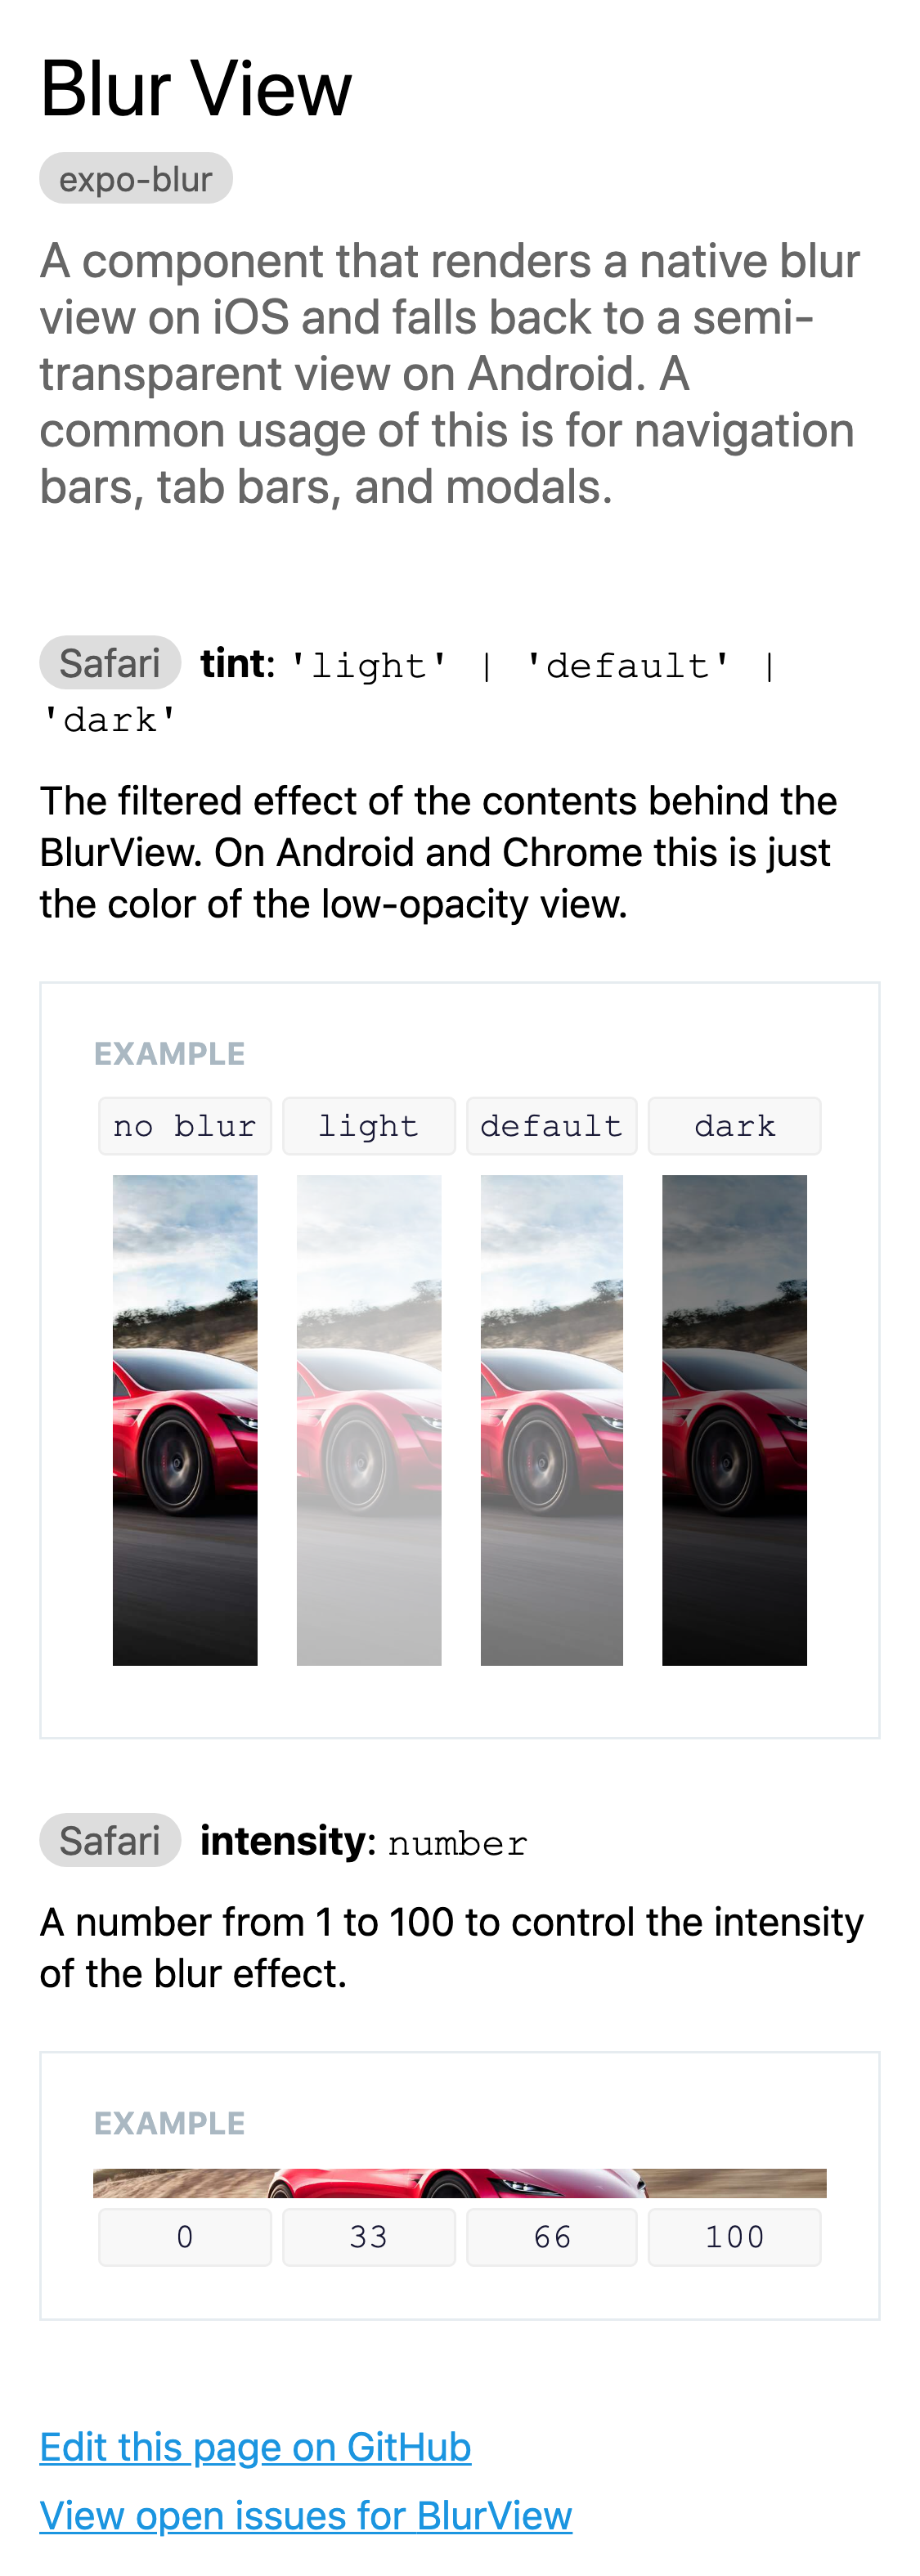 Blur View
expo-blur
A component that renders a native blur
view on iOS and falls back to a semi-
transparent view on Android. A
common usage of this is for navigation
bars, tab bars, and modals.
Safari tint: 'light' | 'default' |
'dark'
The filtered effect of the contents behind the
BlurView. On Android and Chrome this is just
the color of the low-opacity view.
EXAMPLE
no blur light default dark
Safari intensity: number
A number from 1 to 100 to control the intensity
of the blur effect.
EXAMPLE
0 33 66 100
Edit this page on GitHub
View open issues for BlurView